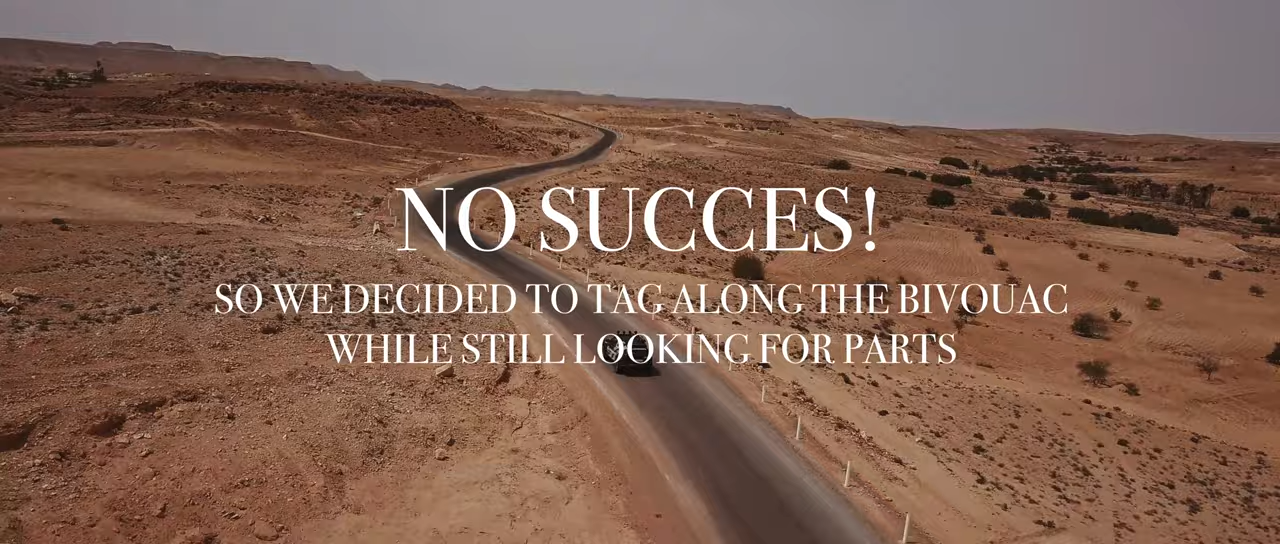 NO SUCCES!
SO WE DECIDED TO TAG ALONG THE BIVOUAC
WHILE STILL LOOKING FOR PARTS